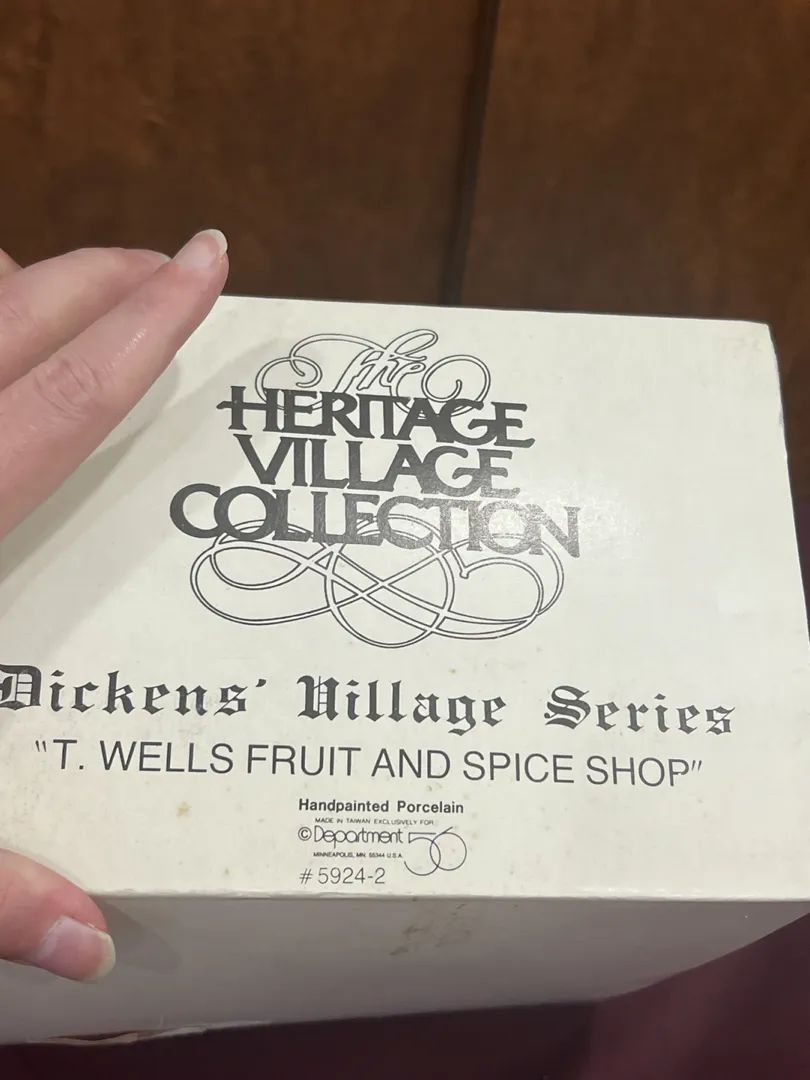 The
HERITAGE
VILLAGE
COLLECTION
Dickens' Village Series
"T. WELLS FRUIT AND SPICE SHOP"
Handpainted Porcelain
MADE IN TAIWAN EXCLUSIVELY FOR
© Department 56
MINNEAPOLIS, MN. 55344 U.S.A.
# 5924-2